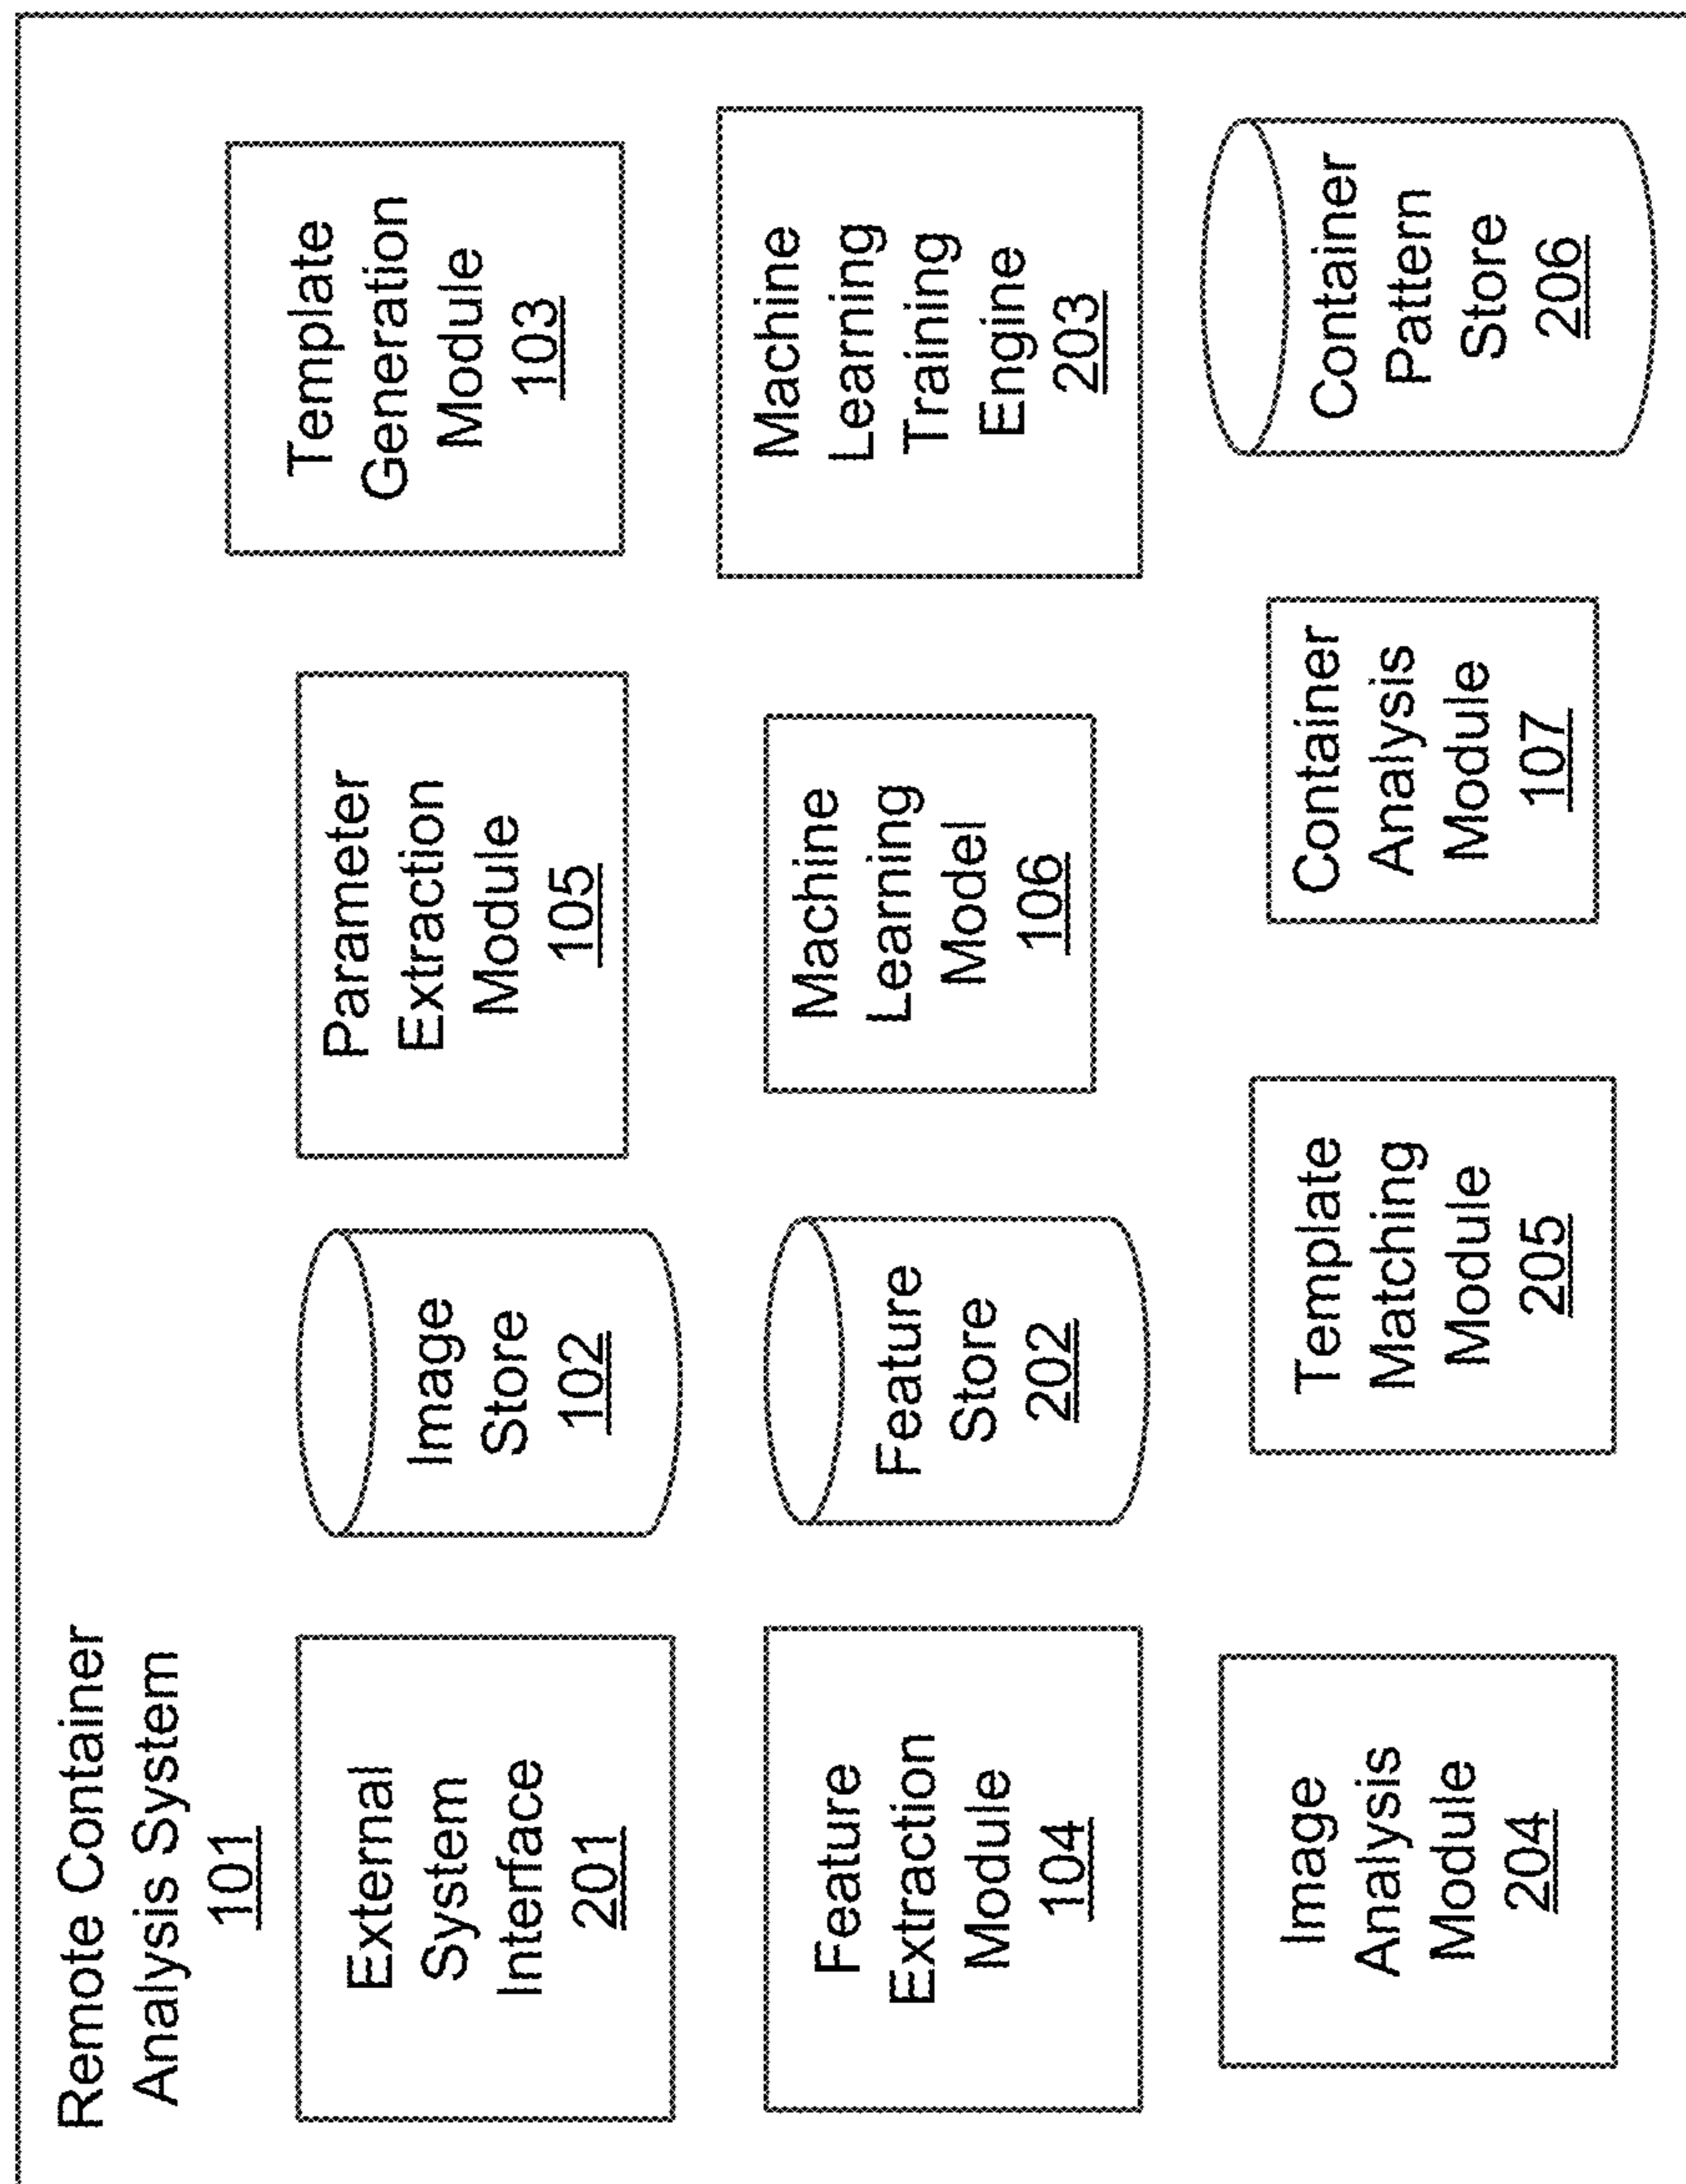 Remote Container
Analysis System
101
External
System
Interface
201
Image
Store
102
Parameter
Extraction
Module
105
Template
Generation
Module
103
Feature
Extraction
Module
104
Feature
Store
202
Machine
Learning
Model
106
Machine
Learning
Training
Engine
203
Image
Analysis
Module
204
Template
Matching
Module
205
Container
Analysis
Module
107
Container
Pattern
Store
206